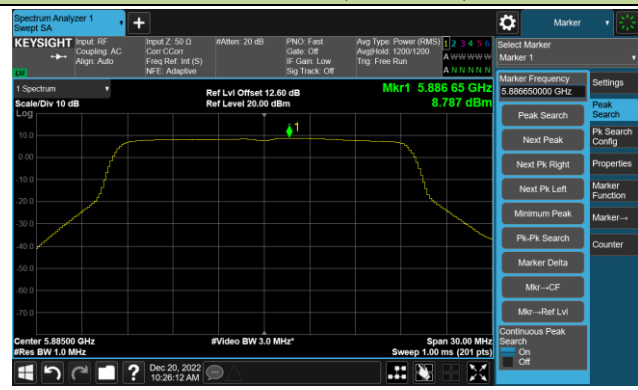 Spectrum Analyzer 1
Swept SA
+
Marker
KEYSIGHT
Input: RF
Coupling: AC
Align: Auto
Input Z: 50 Ω
Corr CCorr
Freq Ref: Int (S)
NFE: Adaptive
#Atten: 20 dB
PNO: Fast
Gate: Off
IF Gain: Low
Sig Track: Off
Avg Type: Power (RMS)
Avg|Hold: 1200/1200
Trig: Free Run
1 2 3 4 5 6
A W W W W W
A N N N N N
LXI
Select Marker
Marker 1
1 Spectrum
Scale/Div 10 dB
Log
Ref Lvl Offset 12.60 dB
Ref Level 20.00 dBm
Mkr1 5.886 65 GHz
8.787 dBm
1
10.0
0.00
-10.0
-20.0
-30.0
-40.0
-50.0
-60.0
-70.0
Center 5.88500 GHz
#Res BW 1.0 MHz
#Video BW 3.0 MHz*
Span 30.00 MHz
Sweep 1.00 ms (201 pts)
Marker Frequency
5.886650000 GHz
Peak Search
Next Peak
Next Pk Right
Next Pk Left
Minimum Peak
Pk-Pk Search
Marker Delta
Mkr→CF
Mkr→Ref Lvl
Continuous Peak
Search
On
Off
Settings
Peak
Search
Pk Search
Config
Properties
Marker
Function
Marker→
Counter
?
Dec 20, 2022
10:26:12 AM